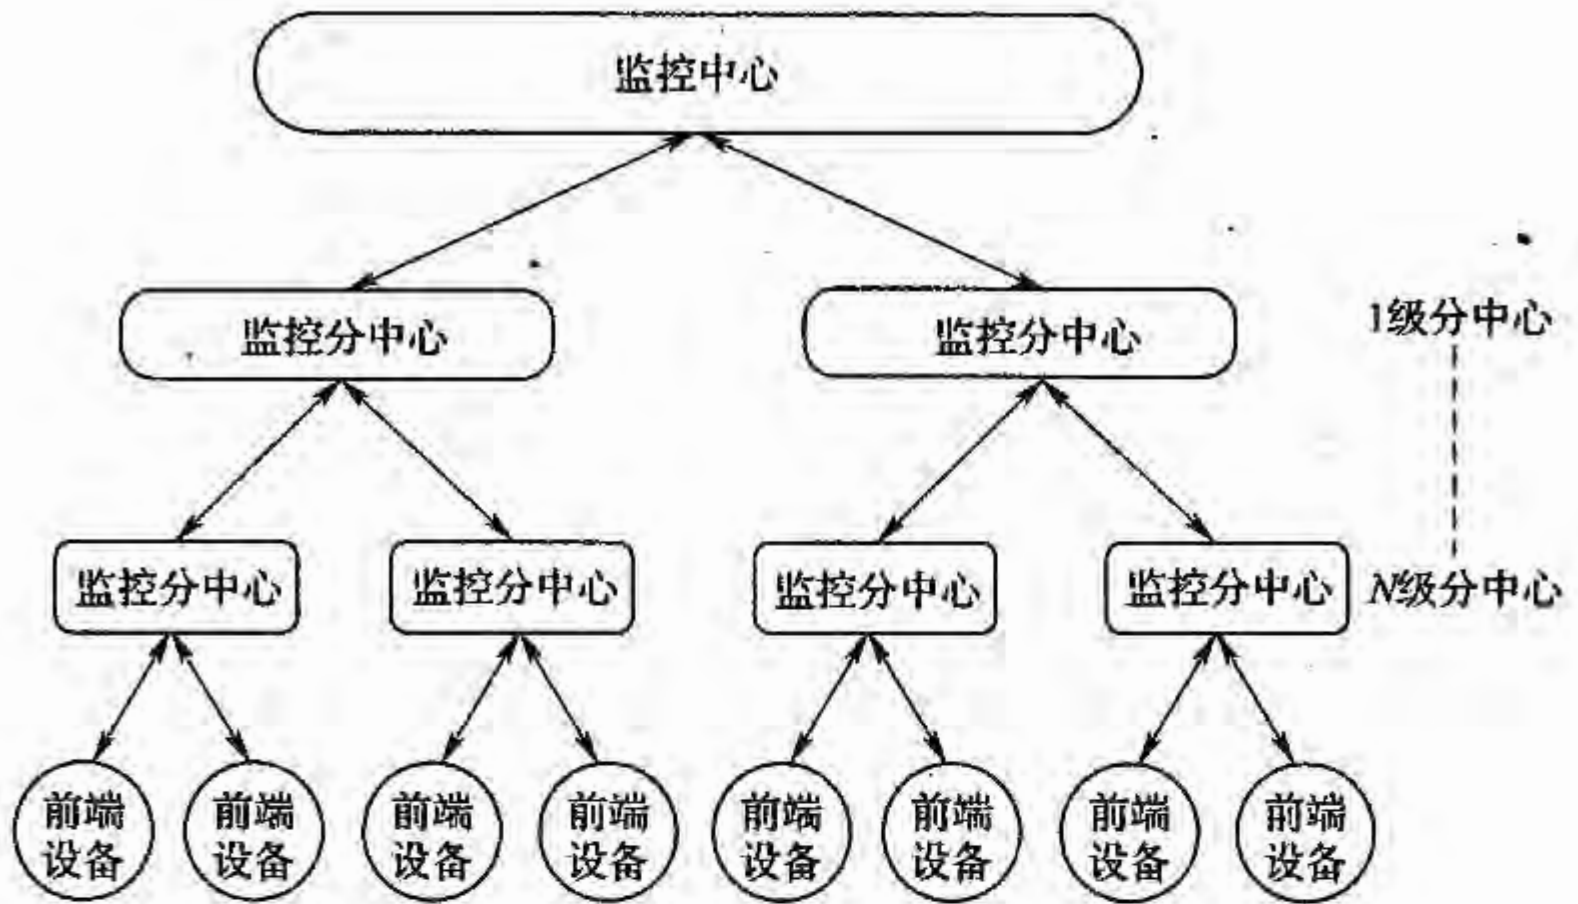 监控中心
监控分中心
监控分中心
1级分中心
监控分中心
监控分中心
监控分中心
监控分中心
N级分中心
前端
设备
前端
设备
前端
设备
前端
设备
前端
设备
前端
设备
前端
设备
前端
设备